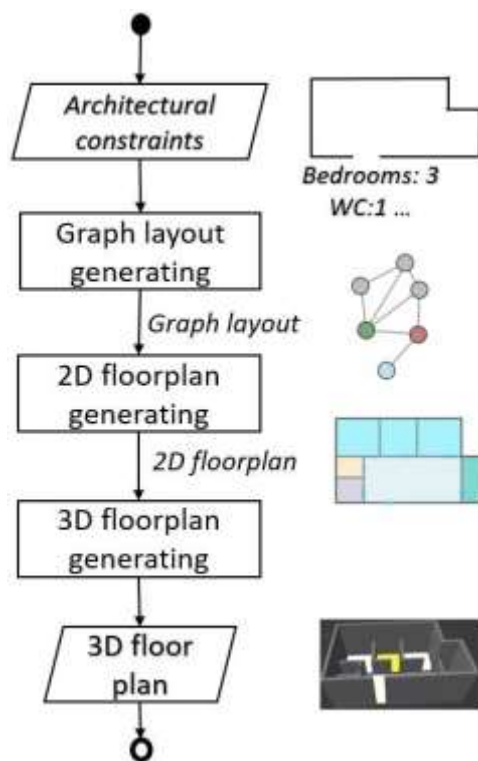 Architectural
constraints
Bedrooms: 3
WC:1 ...
Graph layout
generating
Graph layout
2D floorplan
generating
2D floorplan
3D floorplan
generating
3D floor
plan